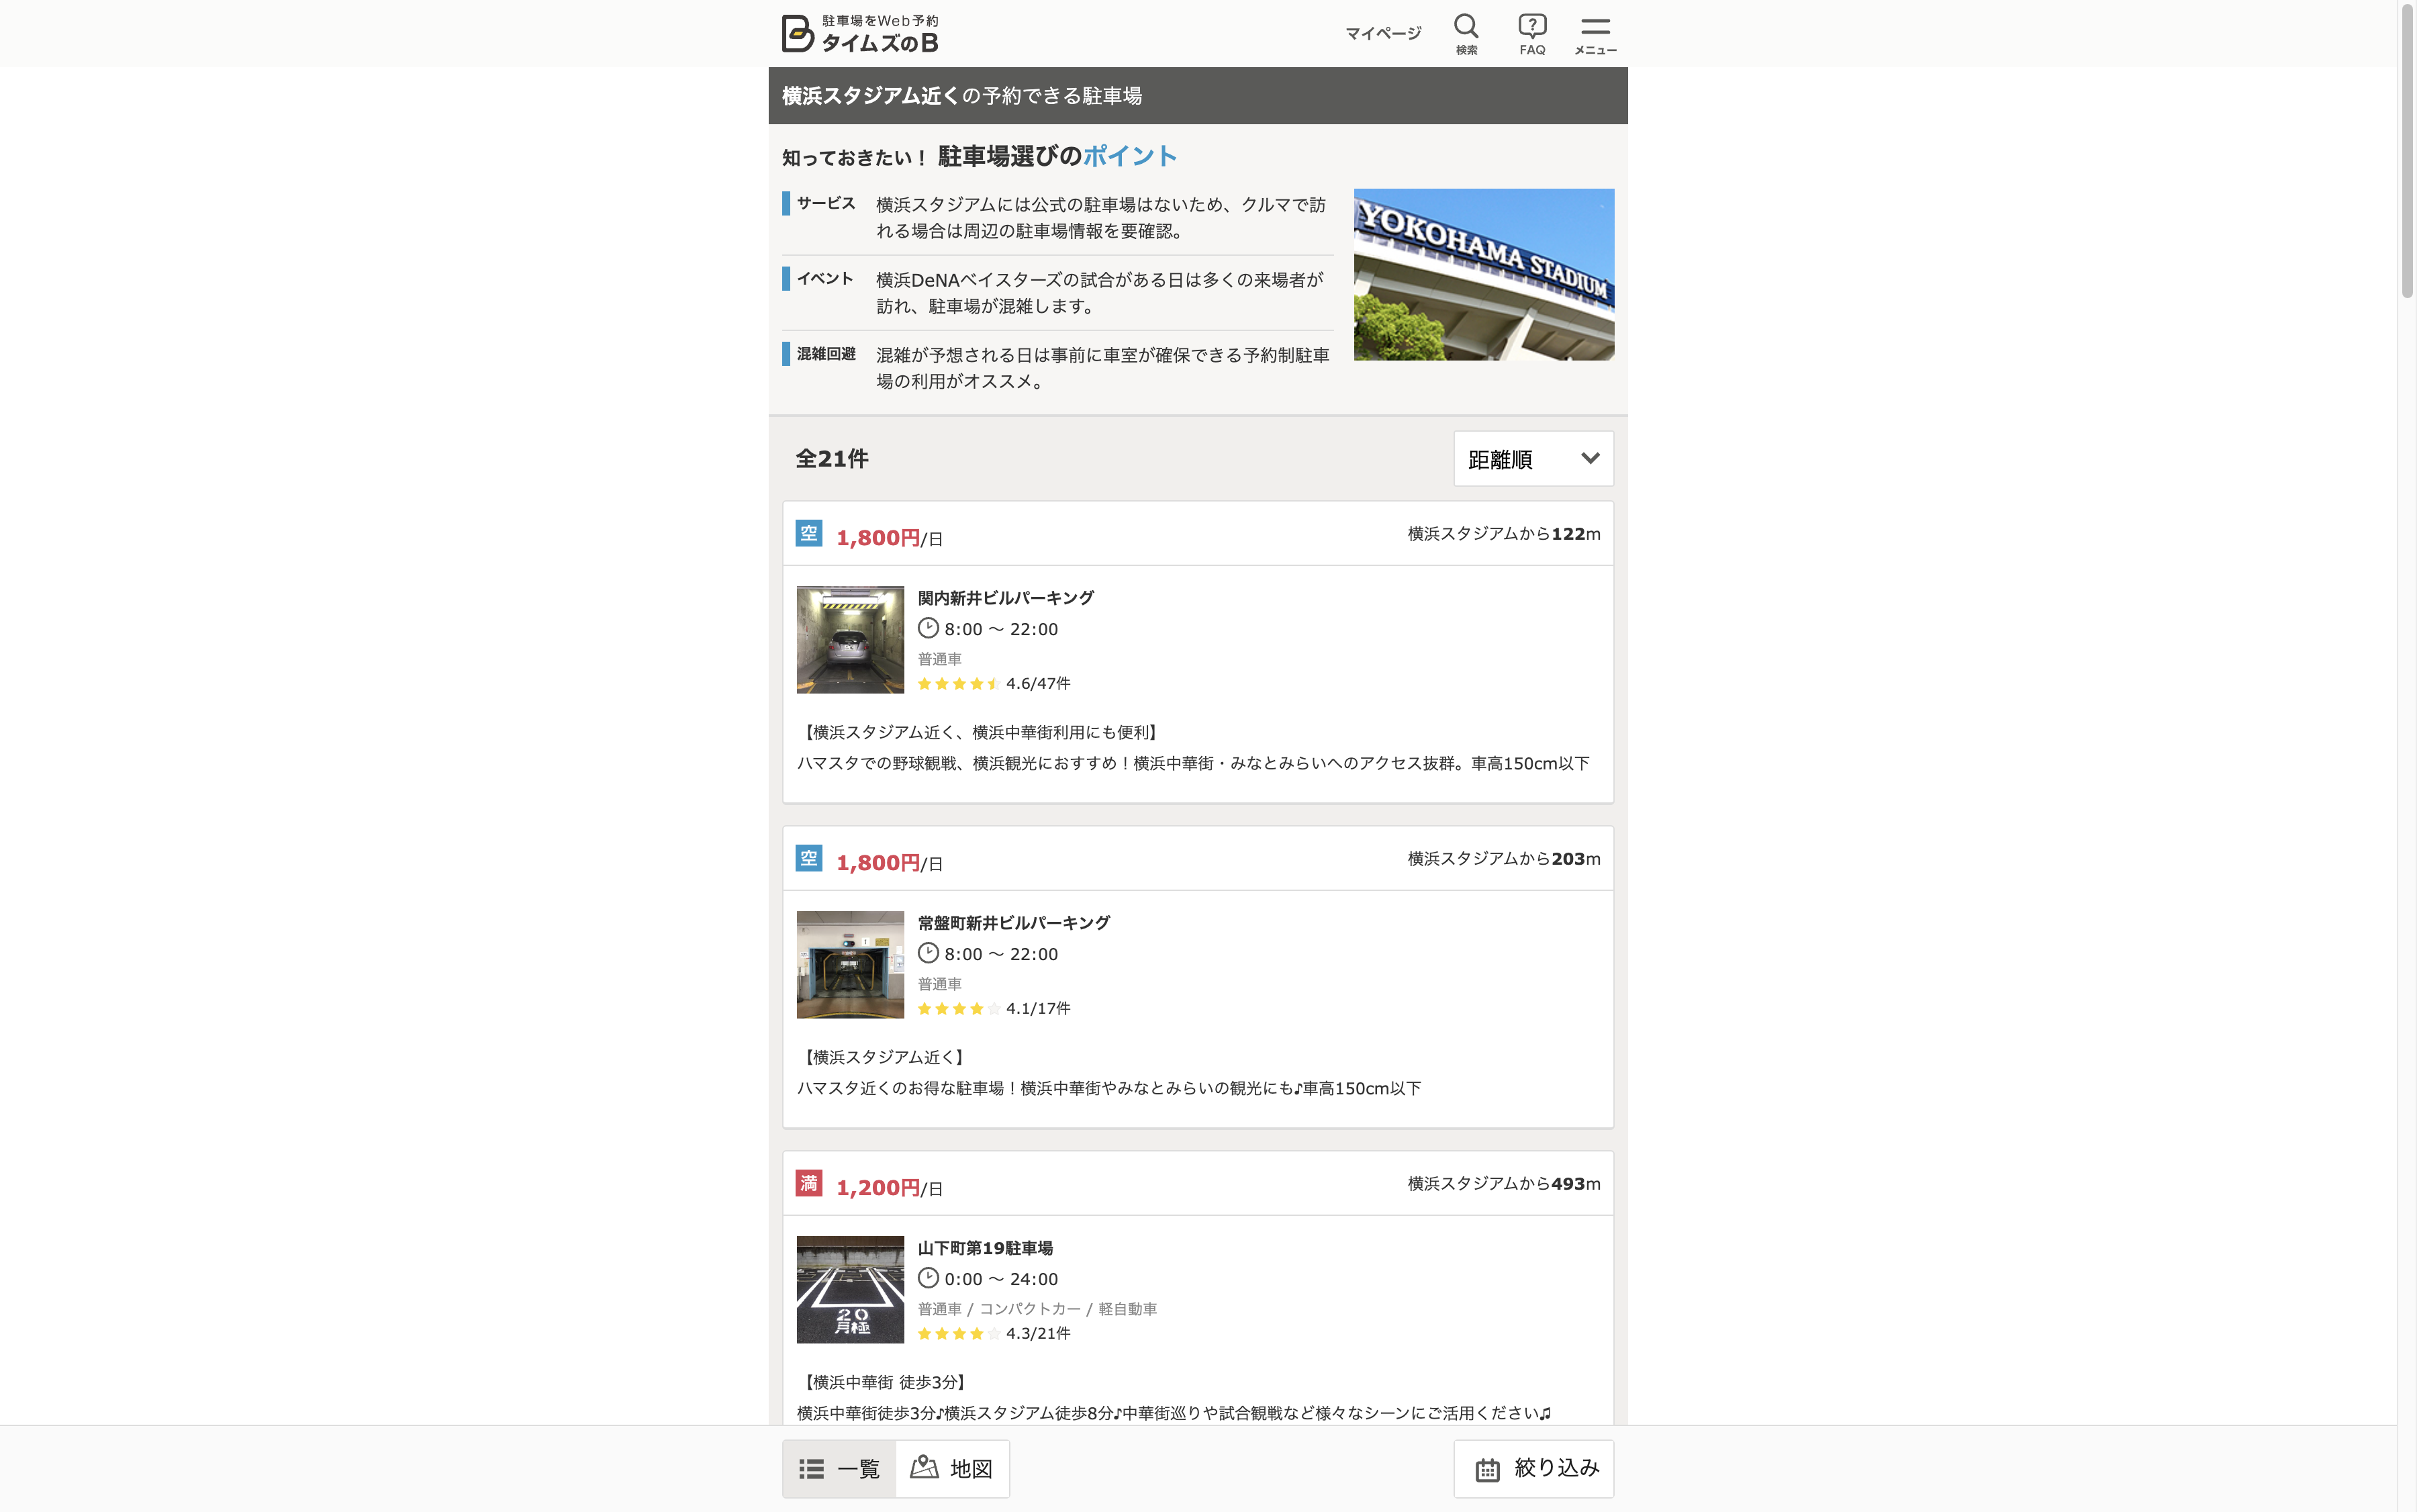 駐車場をWeb予約
タイムズのB
マイページ
検索
FAQ
メニュー
横浜スタジアム近くの予約できる駐車場
知っておきたい！ 駐車場選びのポイント
サービス
横浜スタジアムには公式の駐車場はないため、クルマで訪
れる場合は周辺の駐車場情報を要確認。
イベント
横浜DeNAベイスターズの試合がある日は多くの来場者が
訪れ、駐車場が混雑します。
混雑回避
混雑が予想される日は事前に車室が確保できる予約制駐車
場の利用がオススメ。
YOKOHAMA STADIUM
全21件
距離順
空 1,800円/日
横浜スタジアムから122m
関内新井ビルパーキング
8:00 〜 22:00
普通車
4.6/47件
【横浜スタジアム近く、横浜中華街利用にも便利】
ハマスタでの野球観戦、横浜観光におすすめ！横浜中華街・みなとみらいへのアクセス抜群。車高150cm以下
空 1,800円/日
横浜スタジアムから203m
常盤町新井ビルパーキング
8:00 〜 22:00
普通車
4.1/17件
【横浜スタジアム近く】
ハマスタ近くのお得な駐車場！横浜中華街やみなとみらいの観光にも♪車高150cm以下
満 1,200円/日
横浜スタジアムから493m
山下町第19駐車場
0:00 〜 24:00
普通車 / コンパクトカー / 軽自動車
4.3/21件
20
月極
【横浜中華街 徒歩3分】
横浜中華街徒歩3分♪横浜スタジアム徒歩8分♪中華街巡りや試合観戦など様々なシーンにご活用ください♫
一覧
地図
絞り込み